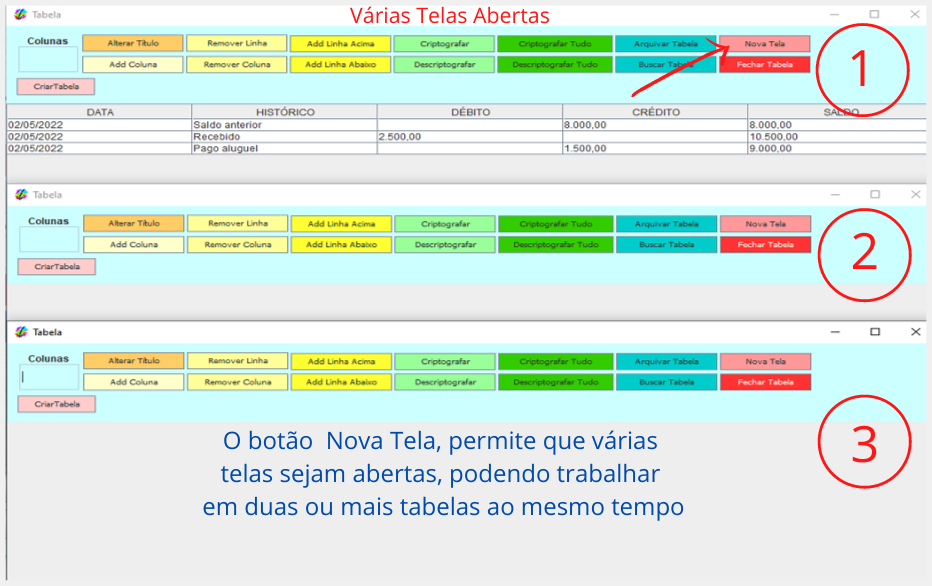 Tabela
Várias Telas Abertas
Colunas
Alterar Título Remover Linha Add Linha Acima Criptografar Criptografar Tudo Arquivar Tabela Nova Tela
Add Coluna Remover Coluna Add Linha Abaixo Descriptografar Descriptografar Tudo Buscar Tabela Fechar Tabela
CriarTabela
1
DATA HISTÓRICO DÉBITO CRÉDITO SALDO
02/05/2022 Saldo anterior 8.000,00 8.000,00
02/05/2022 Recebido 2.500,00 10.500,00
02/05/2022 Pago aluguel 1.500,00 9.000,00
Tabela
Colunas
Alterar Título Remover Linha Add Linha Acima Criptografar Criptografar Tudo Arquivar Tabela Nova Tela
Add Coluna Remover Coluna Add Linha Abaixo Descriptografar Descriptografar Tudo Buscar Tabela Fechar Tabela
CriarTabela
2
Tabela
Colunas
Alterar Título Remover Linha Add Linha Acima Criptografar Criptografar Tudo Arquivar Tabela Nova Tela
Add Coluna Remover Coluna Add Linha Abaixo Descriptografar Descriptografar Tudo Buscar Tabela Fechar Tabela
CriarTabela
3
O botão Nova Tela, permite que várias
telas sejam abertas, podendo trabalhar
em duas ou mais tabelas ao mesmo tempo